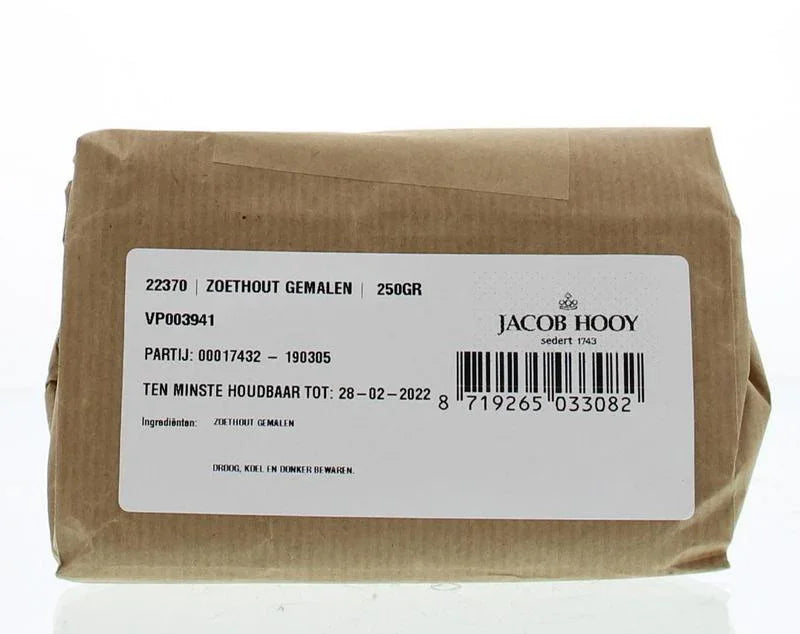 22370 | ZOETHOUT GEMALEN | 250GR
VP003941
PARTIJ: 00017432 – 190305
TEN MINSTE HOUDBAAR TOT: 28–02–2022
Ingrediënten: ZOETHOUT GEMALEN
DROOG, KOEL EN DONKER BEWAREN.
JACOB HOOY
sedert 1743
8 719265 033082